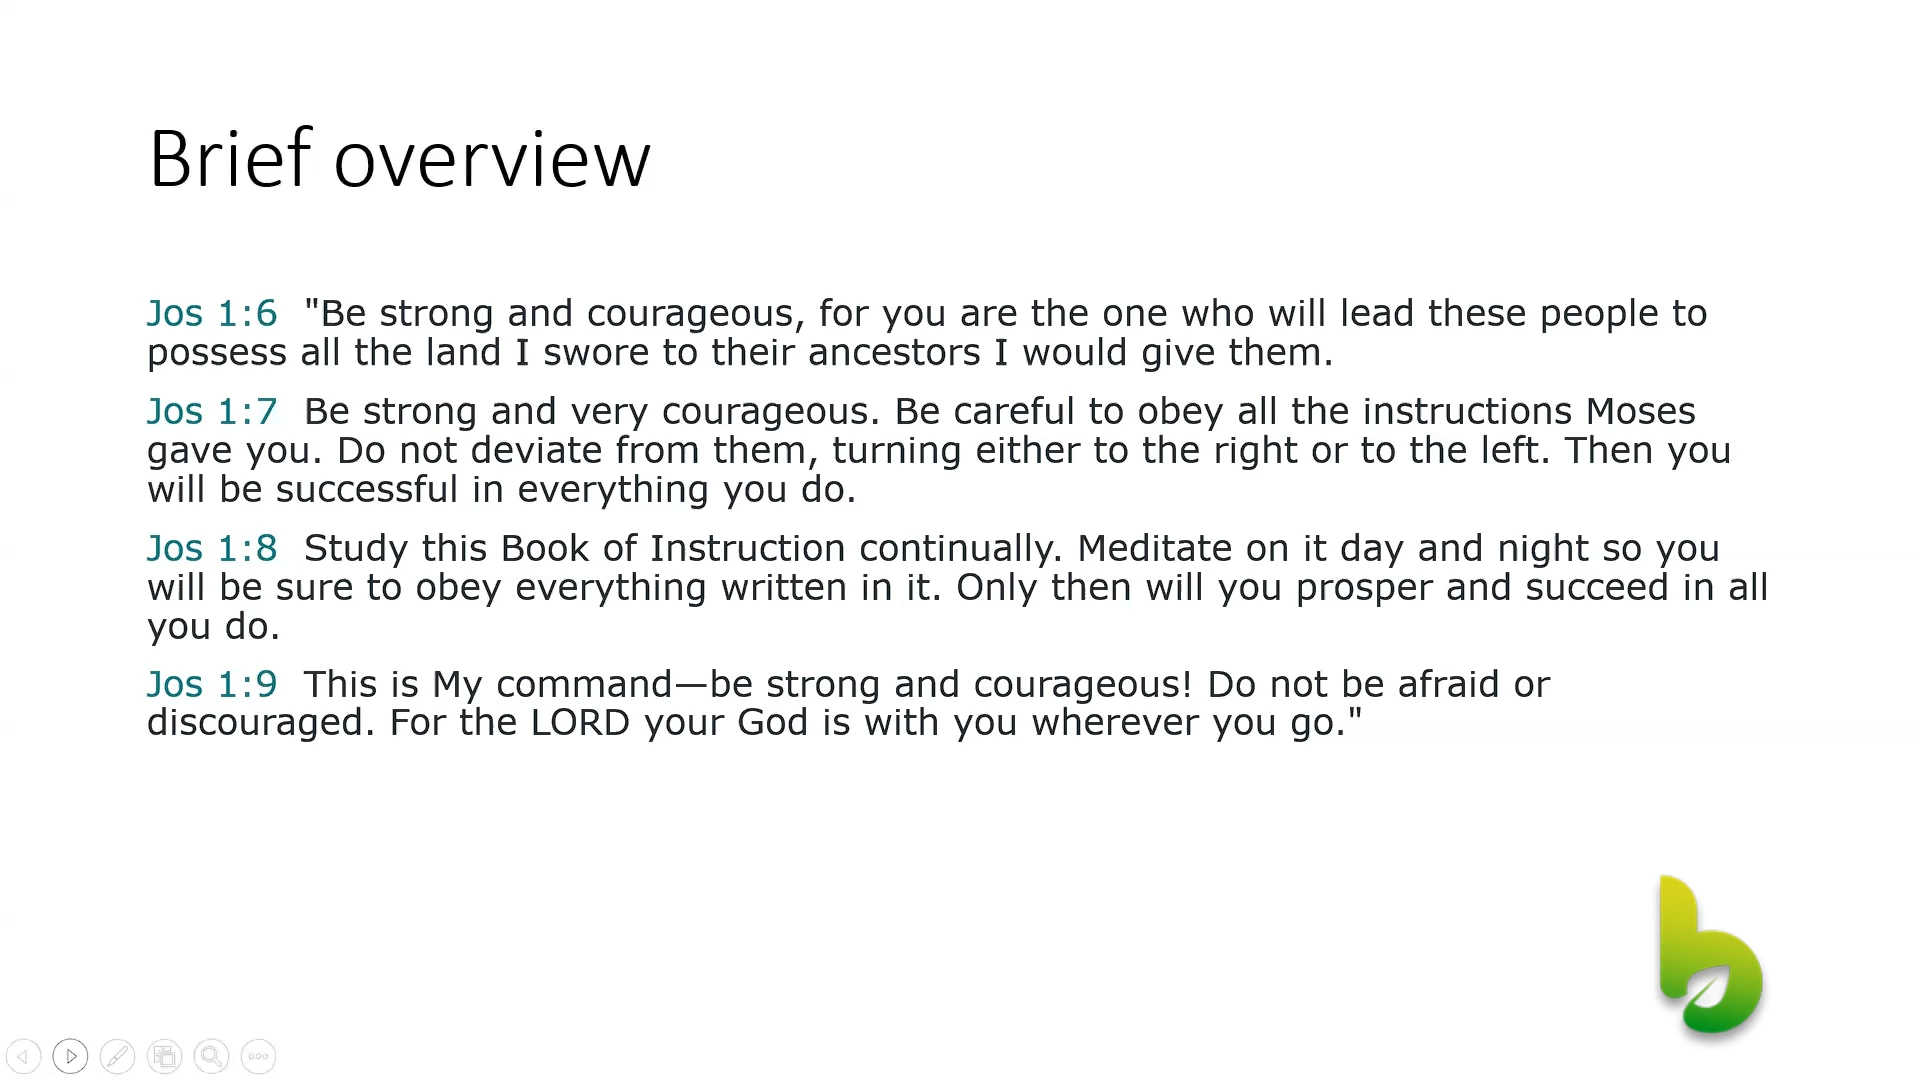 Brief overview
Jos 1:6  "Be strong and courageous, for you are the one who will lead these people to
possess all the land I swore to their ancestors I would give them.
Jos 1:7  Be strong and very courageous. Be careful to obey all the instructions Moses
gave you. Do not deviate from them, turning either to the right or to the left. Then you
will be successful in everything you do.
Jos 1:8  Study this Book of Instruction continually. Meditate on it day and night so you
will be sure to obey everything written in it. Only then will you prosper and succeed in all
you do.
Jos 1:9  This is My command—be strong and courageous! Do not be afraid or
discouraged. For the LORD your God is with you wherever you go."
b